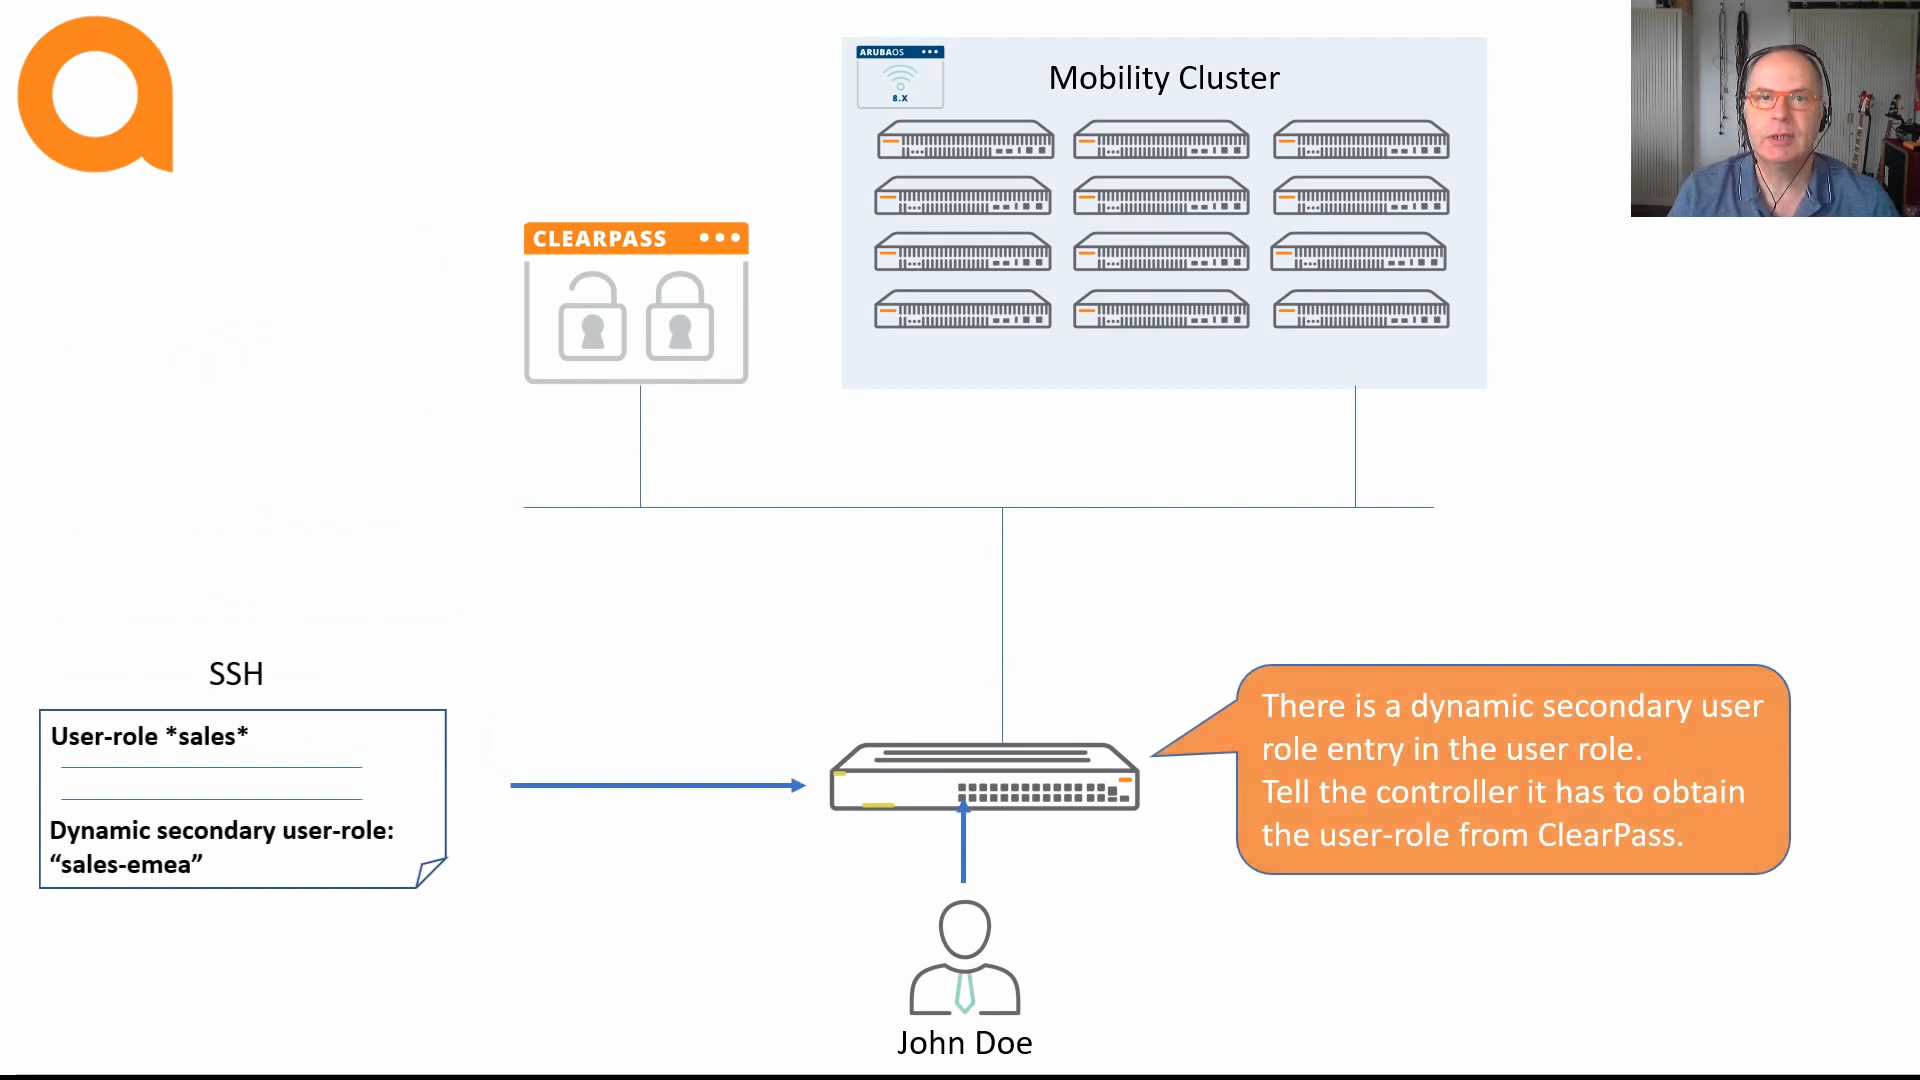 ARUBAOS
8.X
Mobility Cluster
CLEARPASS
SSH
User-role *sales*
Dynamic secondary user-role:
“sales-emea”
There is a dynamic secondary user
role entry in the user role.
Tell the controller it has to obtain
the user-role from ClearPass.
John Doe